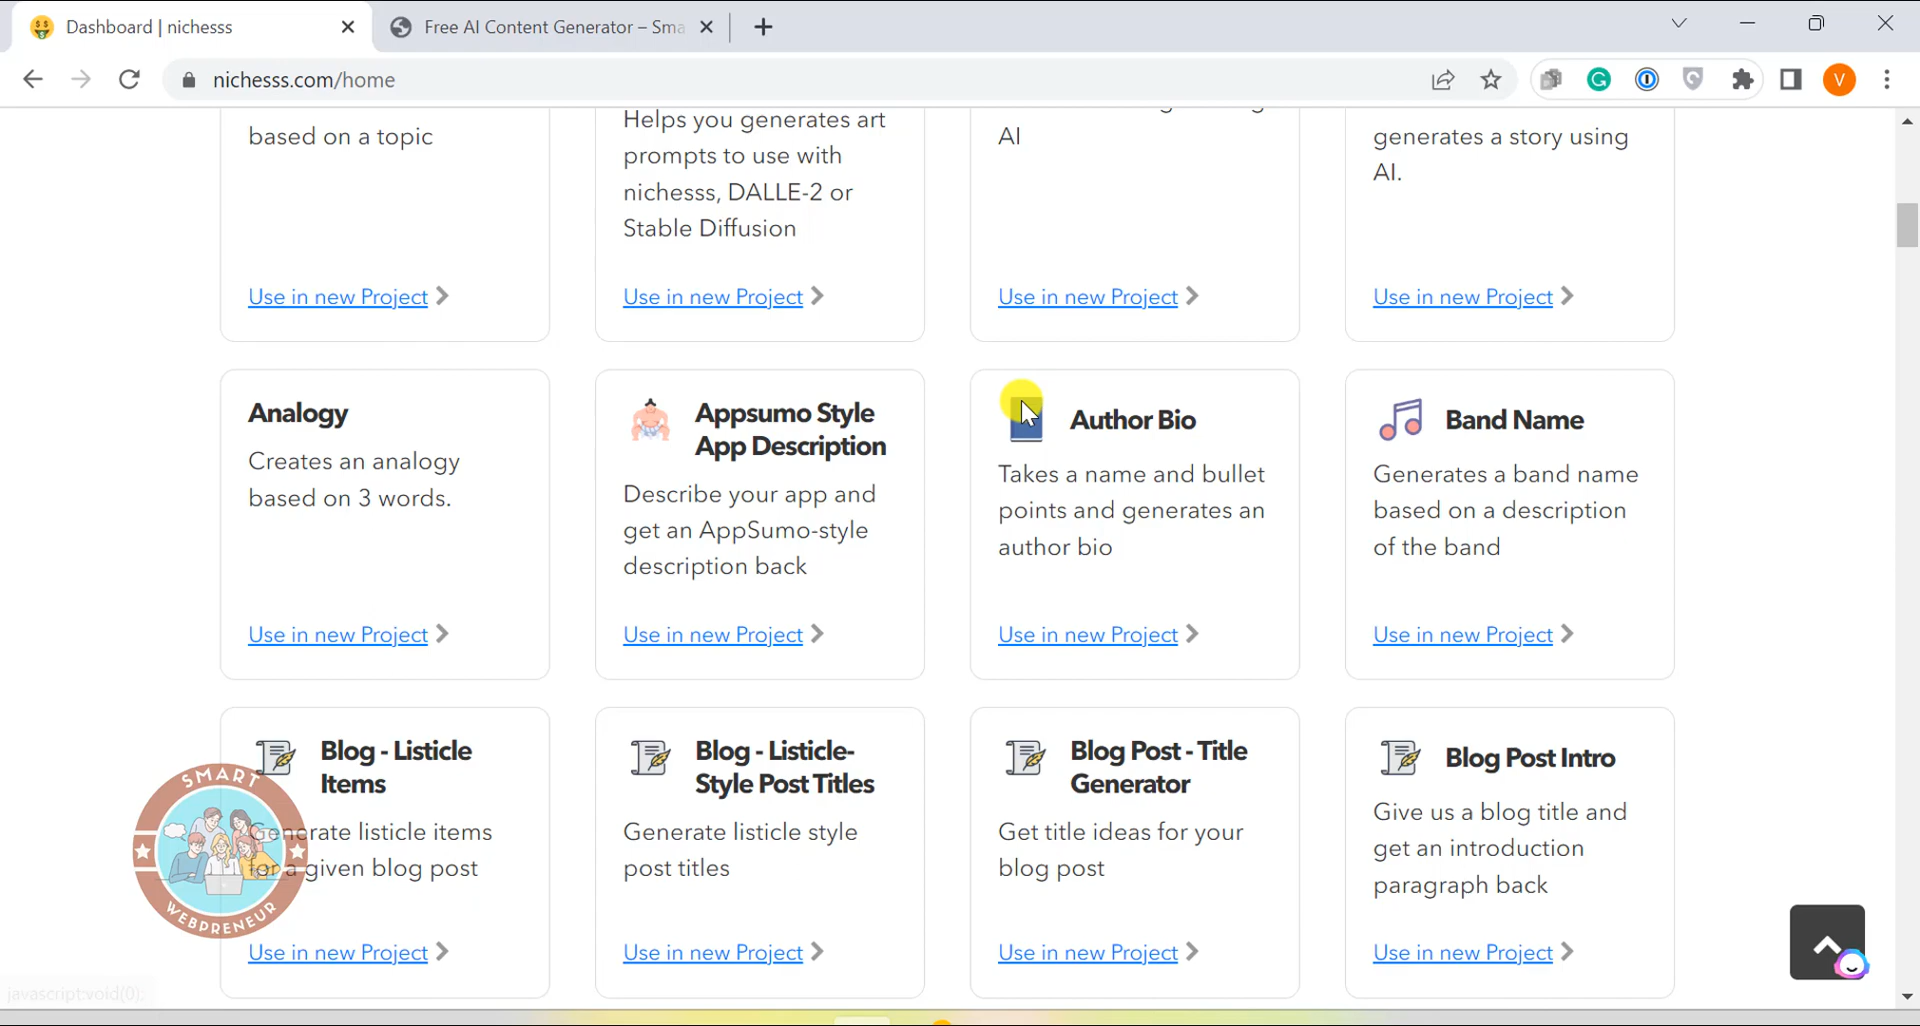 Dashboard | nichesss
Free AI Content Generator – Sma
nichesss.com/home
G
V
based on a topic
Use in new Project
Helps you generates art
prompts to use with
nichesss, DALLE-2 or
Stable Diffusion
Use in new Project
AI
Use in new Project
generates a story using
AI.
Use in new Project
Analogy
Creates an analogy
based on 3 words.
Use in new Project
Appsumo Style
App Description
Describe your app and
get an AppSumo-style
description back
Use in new Project
Author Bio
Takes a name and bullet
points and generates an
author bio
Use in new Project
Band Name
Generates a band name
based on a description
of the band
Use in new Project
Blog - Listicle
Items
Generate listicle items
for a given blog post
Use in new Project
Blog - Listicle-
Style Post Titles
Generate listicle style
post titles
Use in new Project
Blog Post - Title
Generator
Get title ideas for your
blog post
Use in new Project
Blog Post Intro
Give us a blog title and
get an introduction
paragraph back
Use in new Project
SMART
WEBPRENEUR
javascript:void(0);